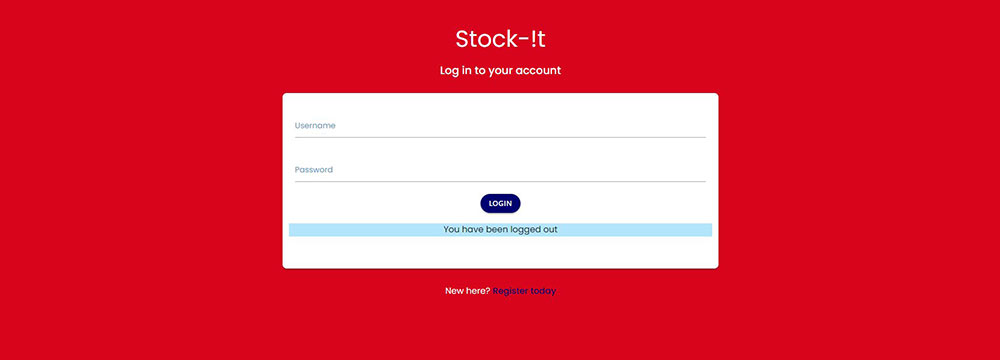 Stock-!t
Log in to your account
Username
Password
LOGIN
You have been logged out
New here? Register today